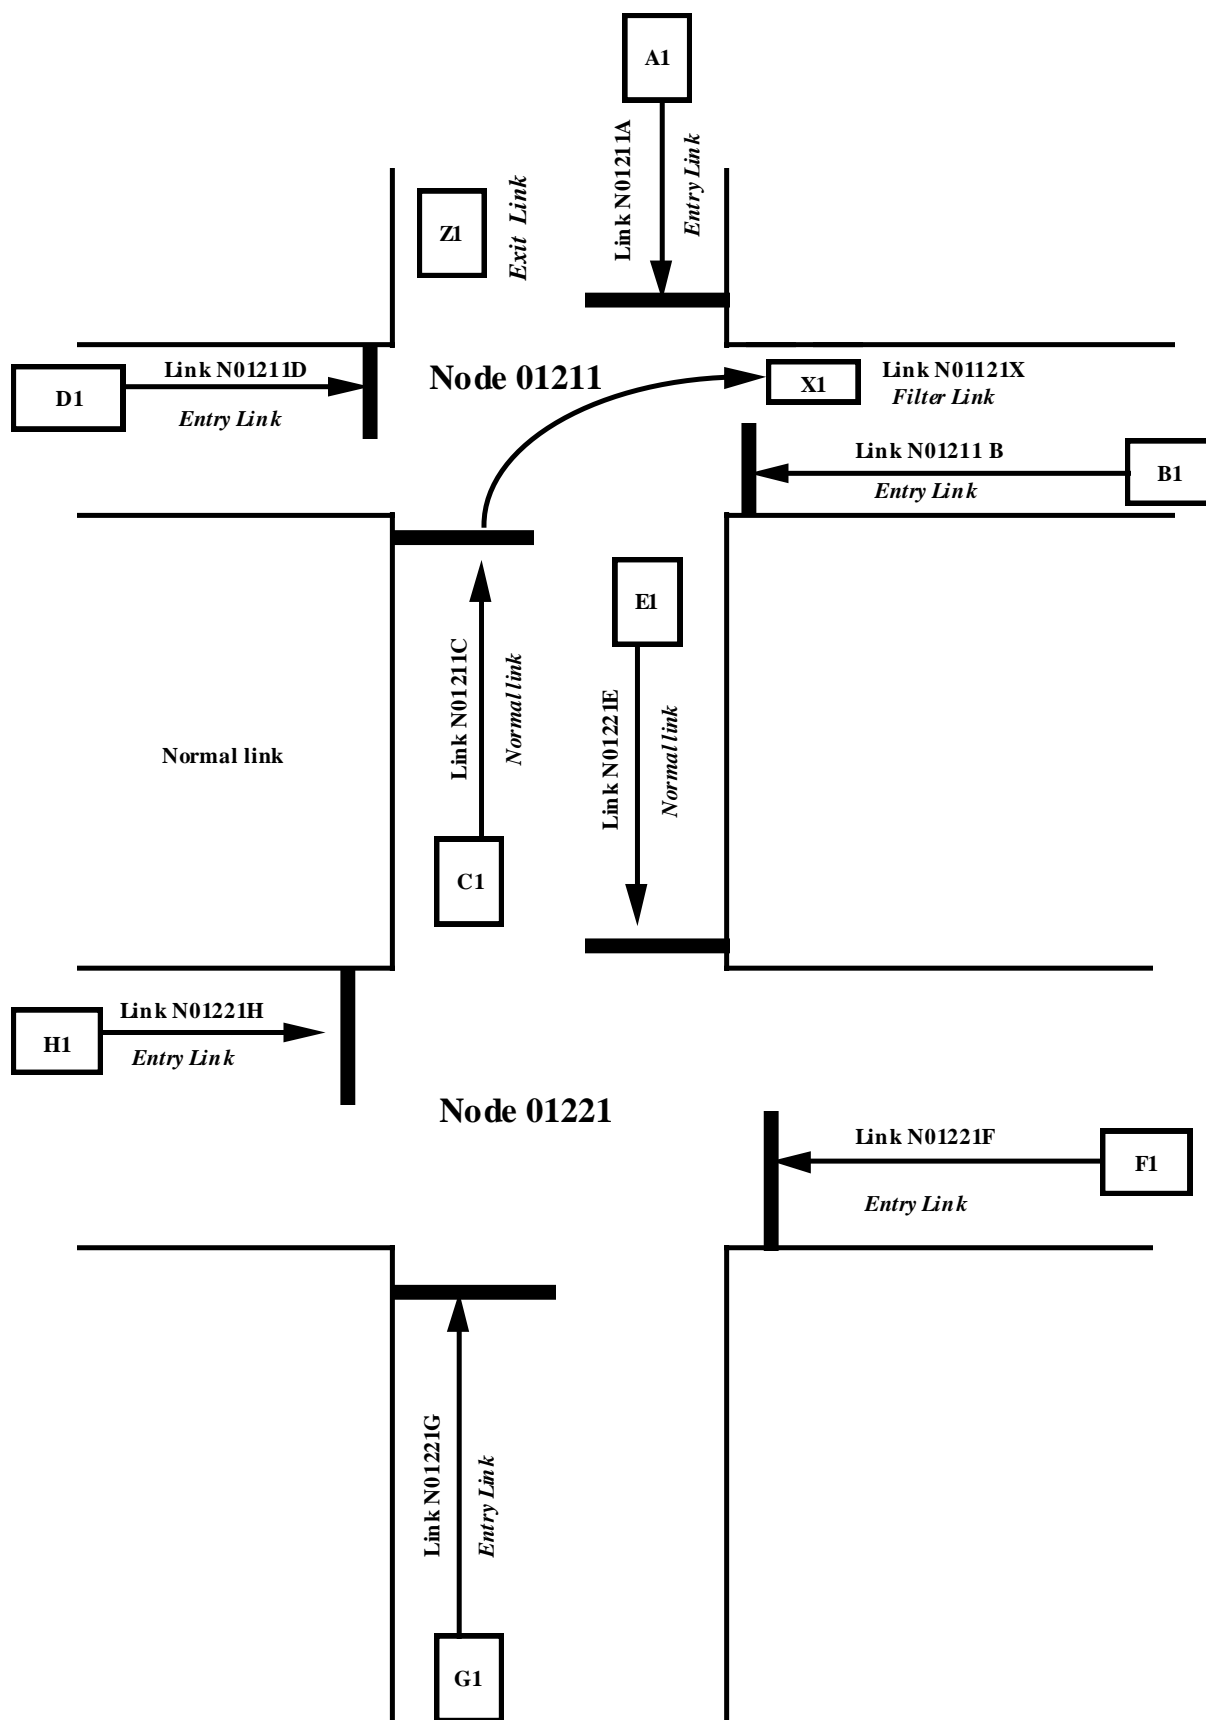 A1
Link N01211A
Entry Link
Z1
Exit Link
Link N01211D
D1
Entry Link
Node 01211
X1
Link N01121X
Filter Link
Link N01211 B
B1
Entry Link
E1
Link N01211C
Normal link
Link N01221E
Normal link
Normal link
C1
Link N01221H
H1
Entry Link
Node 01221
Link N01221F
F1
Entry Link
Link N01221G
Entry Link
G1